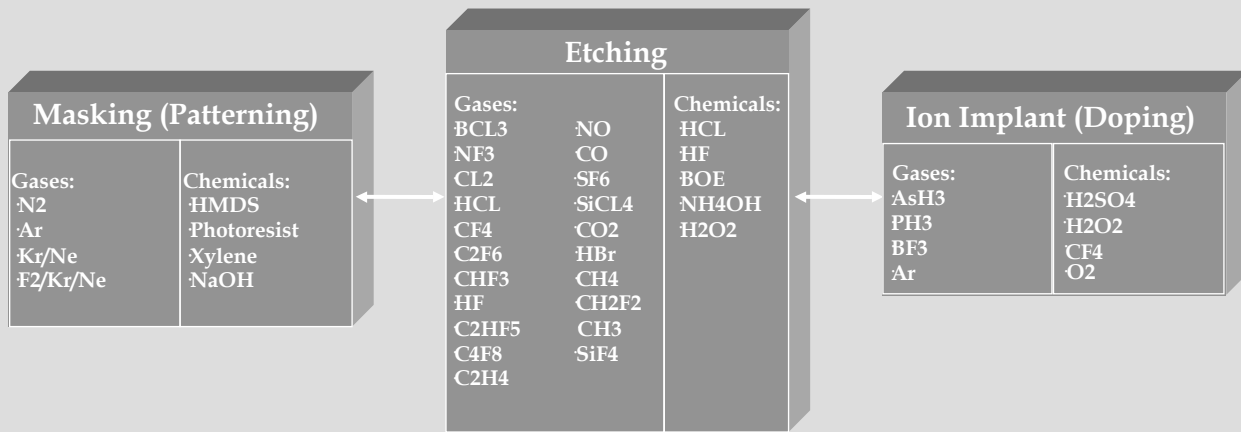 Masking (Patterning)
Gases:
·N2
·Ar
·Kr/Ne
·F2/Kr/Ne
Chemicals:
·HMDS
·Photoresist
·Xylene
·NaOH
Etching
Gases:
·BCL3
·NF3
·CL2
·HCL
·CF4
·C2F6
·CHF3
·HF
·C2HF5
·C4F8
·C2H4
·NO
·CO
·SF6
·SiCL4
·CO2
·HBr
·CH4
·CH2F2
·CH3
·SiF4
Chemicals:
·HCL
·HF
·BOE
·NH4OH
·H2O2
Ion Implant (Doping)
Gases:
·AsH3
·PH3
·BF3
·Ar
Chemicals:
·H2SO4
·H2O2
·CF4
·O2